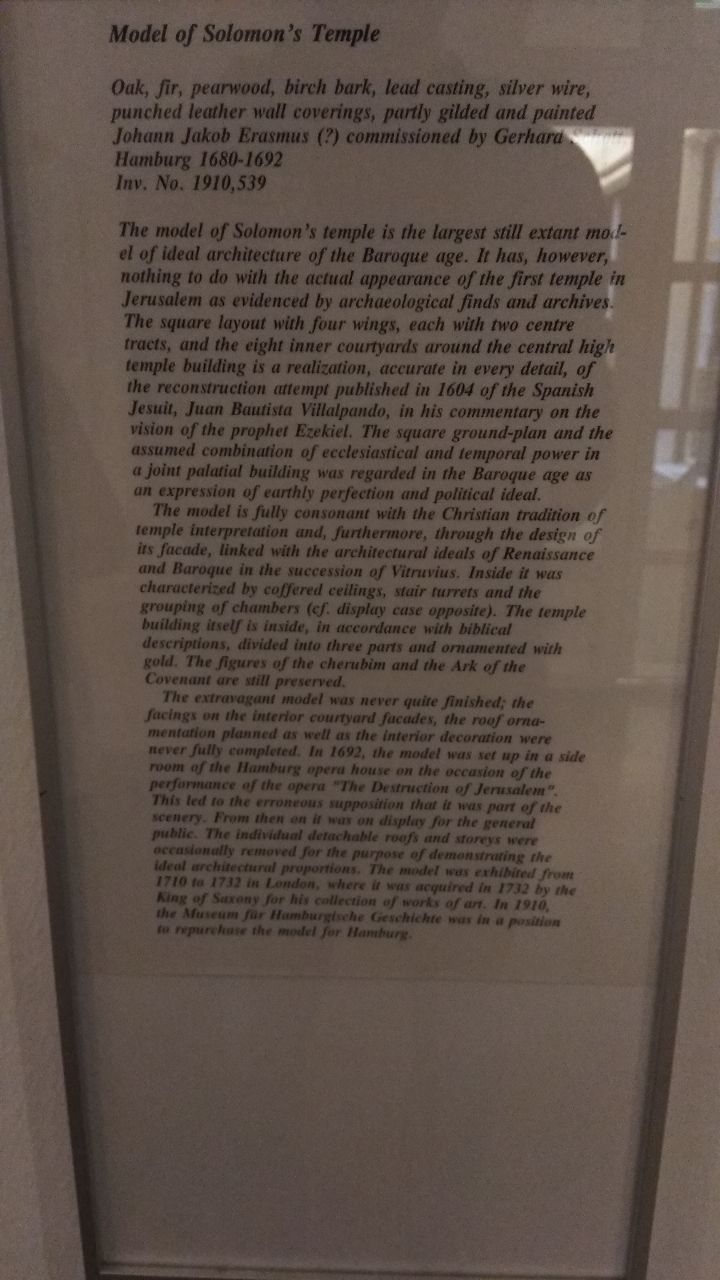 Model of Solomon's Temple
Oak, fir, pearwood, birch bark, lead casting, silver wire,
punched leather wall coverings, partly gilded and painted
Johann Jakob Erasmus (?) commissioned by Gerhard
Hamburg 1680-1692
Inv. No. 1910,539
The model of Solomon's temple is the largest still extant mod-
el of ideal architecture of the Baroque age. It has, however,
nothing to do with the actual appearance of the first temple in
Jerusalem as evidenced by archaeological finds and archives.
The square layout with four wings, each with two centre
tracts, and the eight inner courtyards around the central high
temple building is a realization, accurate in every detail, of
the reconstruction attempt published in 1604 of the Spanish
Jesuit, Juan Bautista Villalpando, in his commentary on the
vision of the prophet Ezekiel. The square ground-plan and the
assumed combination of ecclesiastical and temporal power in
a joint palatial building was regarded in the Baroque age as
an expression of earthly perfection and political ideal.
The model is fully consonant with the Christian tradition of
temple interpretation and, furthermore, through the design of
its facade, linked with the architectural ideals of Renaissance
and Baroque in the succession of Vitruvius. Inside it was
characterized by coffered ceilings, stair turrets and the
grouping of chambers (cf. display case opposite). The temple
building itself is inside, in accordance with biblical
descriptions, divided into three parts and ornamented with
gold. The figures of the cherubim and the Ark of the
Covenant are still preserved.
The extravagant model was never quite finished; the
facings on the interior courtyard facades, the roof orna-
mentation planned as well as the interior decoration were
never fully completed. In 1692, the model was set up in a side
room of the Hamburg opera house on the occasion of the
performance of the opera "The Destruction of Jerusalem".
This led to the erroneous supposition that it was part of the
scenery. From then on it was on display for the general
public. The individual detachable roofs and storeys were
occasionally removed for the purpose of demonstrating the
ideal architectural proportions. The model was exhibited from
1710 to 1732 in London, where it was acquired in 1732 by the
King of Saxony for his collection of works of art. In 1910,
the Museum für Hamburgische Geschichte was in a position
to repurchase the model for Hamburg.